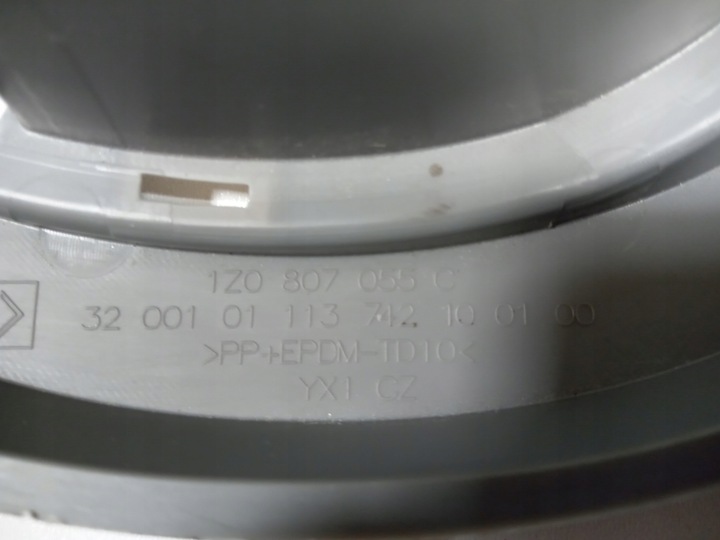 1Z0 807 055 C
32 001 01 113 742 10 01 00
>PP+EPDM-TD10<
YX1 CZ